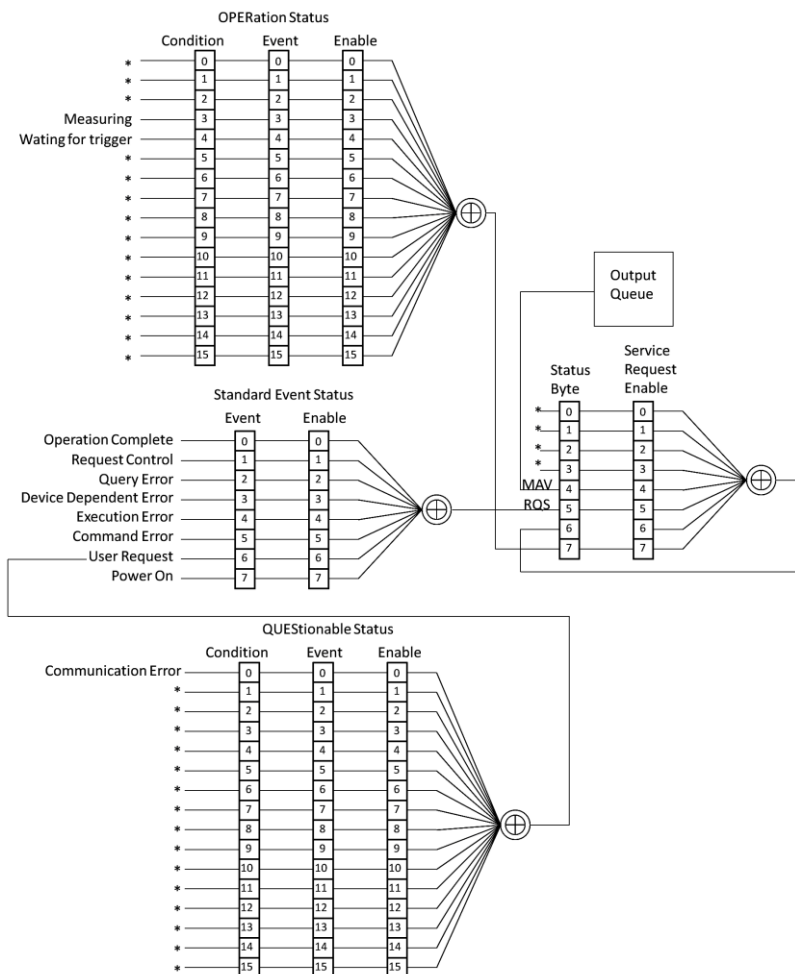 OPERation Status
Condition Event Enable
* 0 0 0
* 1 1 1
* 2 2 2
Measuring 3 3 3
Wating for trigger 4 4 4
* 5 5 5
* 6 6 6
* 7 7 7
* 8 8 8
* 9 9 9
* 10 10 10
* 11 11 11
* 12 12 12
* 13 13 13
* 14 14 14
* 15 15 15
Output
Queue
Status
Byte
Service
Request
Enable
* 0 0
* 1 1
* 2 2
* 3 3
MAV 4 4
RQS 5 5
6 6
7 7
Standard Event Status
Event Enable
Operation Complete 0 0
Request Control 1 1
Query Error 2 2
Device Dependent Error 3 3
Execution Error 4 4
Command Error 5 5
User Request 6 6
Power On 7 7
QUEStionable Status
Condition Event Enable
Communication Error 0 0 0
* 1 1 1
* 2 2 2
* 3 3 3
* 4 4 4
* 5 5 5
* 6 6 6
* 7 7 7
* 8 8 8
* 9 9 9
* 10 10 10
* 11 11 11
* 12 12 12
* 13 13 13
* 14 14 14
* 15 15 15